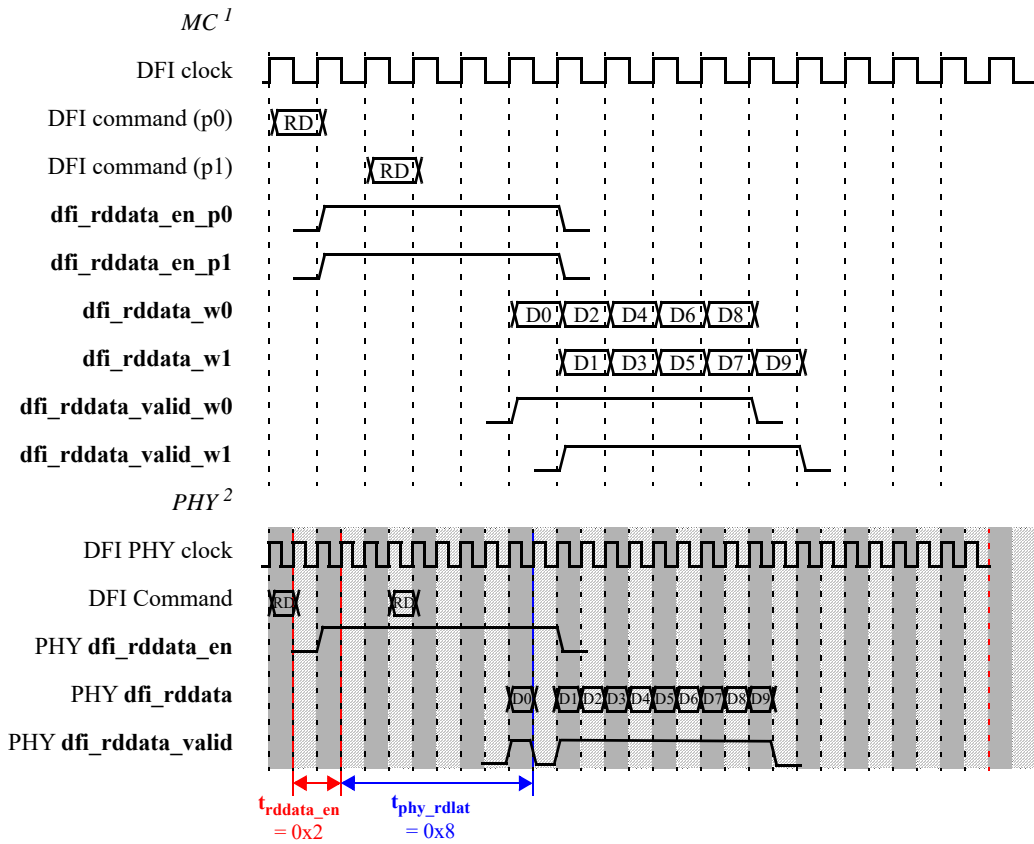 MC 1
DFI clock
DFI command (p0) RD
DFI command (p1) RD
dfi_rddata_en_p0
dfi_rddata_en_p1
dfi_rddata_w0 D0 D2 D4 D6 D8
dfi_rddata_w1 D1 D3 D5 D7 D9
dfi_rddata_valid_w0
dfi_rddata_valid_w1
PHY 2
DFI PHY clock
DFI Command RD RD
PHY dfi_rddata_en
PHY dfi_rddata D0 D1 D2 D3 D4 D5 D6 D7 D8 D9
PHY dfi_rddata_valid
trddata_en tphy_rdlat
= 0x2 = 0x8